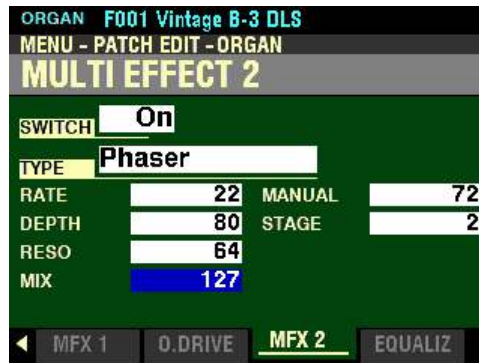 ORGAN F001 Vintage B-3 DLS
MENU - PATCH EDIT -ORGAN
MULTI EFFECT 2
SWITCH On
TYPE Phaser
RATE 22 MANUAL 72
DEPTH 80 STAGE 2
RESO 64
MIX 127
MFX 1 O.DRIVE MFX 2 EQUALIZ